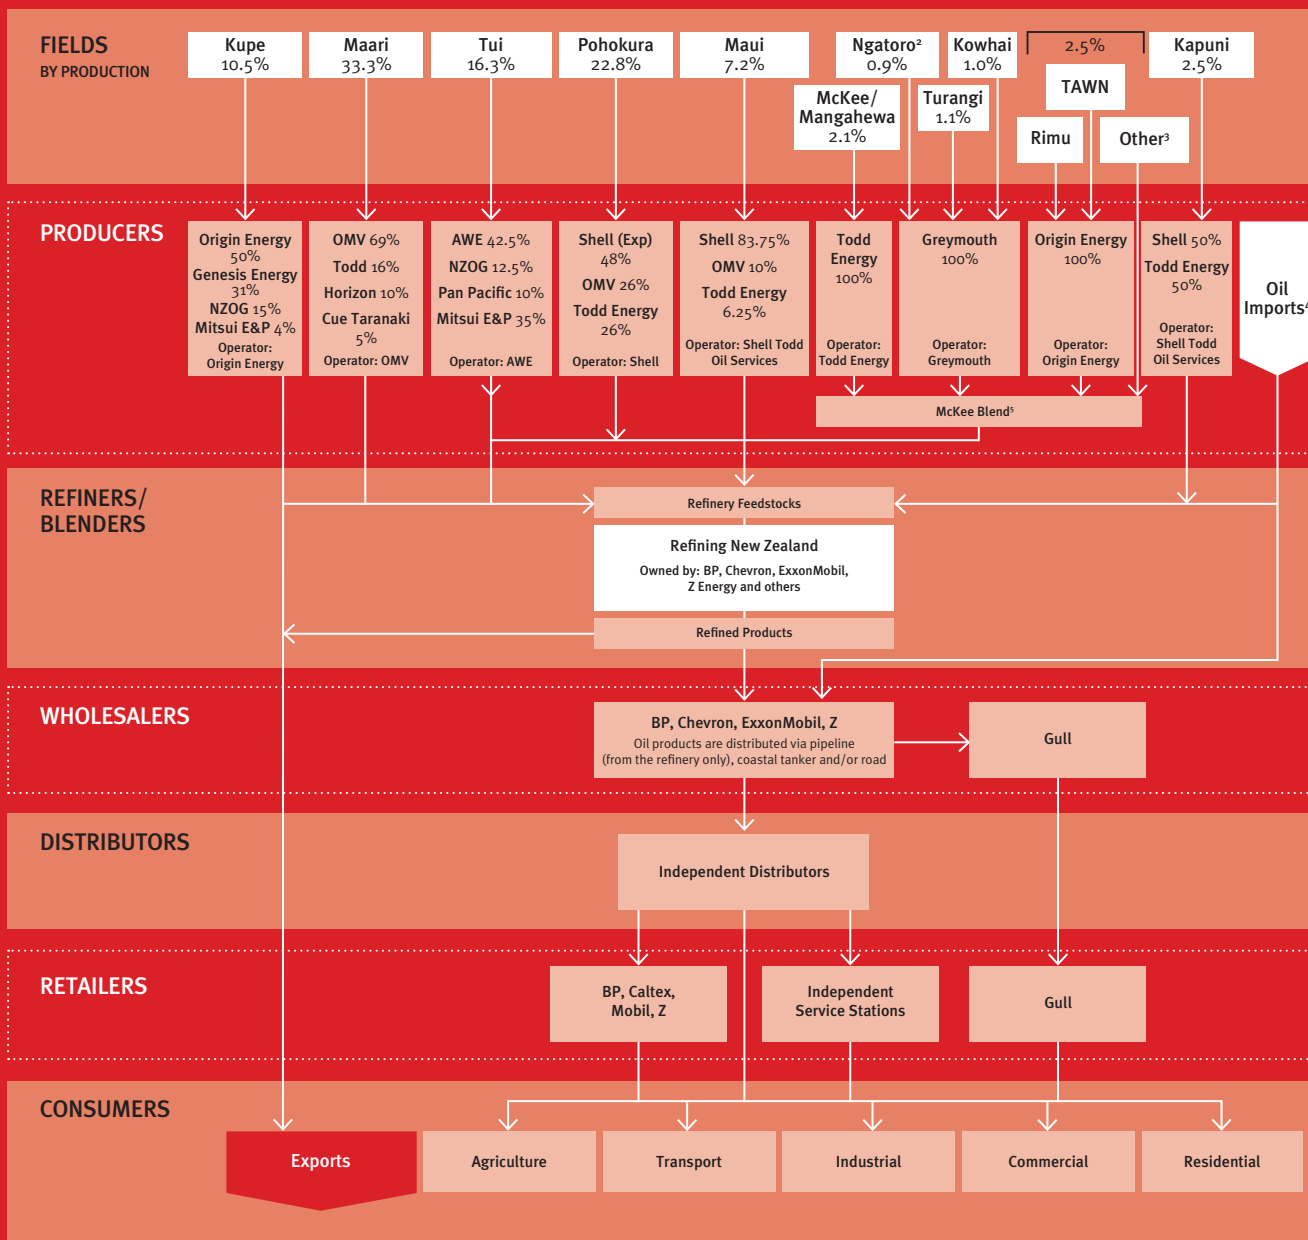 FIELDS
BY PRODUCTION
Kupe
10.5%
Maari
33.3%
Tui
16.3%
Pohokura
22.8%
Maui
7.2%
McKee/
Mangahewa
2.1%
Ngatoro²
0.9%
Turangi
1.1%
Kowhai
1.0%
2.5%
TAWN
Rimu
Other³
Kapuni
2.5%
PRODUCERS
Origin Energy
50%
Genesis Energy
31%
NZOG 15%
Mitsui E&P 4%
Operator:
Origin Energy
OMV 69%
Todd 16%
Horizon 10%
Cue Taranaki
5%
Operator: OMV
AWE 42.5%
NZOG 12.5%
Pan Pacific 10%
Mitsui E&P 35%
Operator: AWE
Shell (Exp)
48%
OMV 26%
Todd Energy
26%
Operator: Shell
Shell 83.75%
OMV 10%
Todd Energy
6.25%
Operator: Shell Todd
Oil Services
Todd
Energy
100%
Operator:
Todd Energy
Greymouth
100%
Operator:
Greymouth
Origin Energy
100%
Operator:
Origin Energy
Shell 50%
Todd Energy
50%
Operator:
Shell Todd
Oil Services
Oil
Imports⁴
McKee Blend⁵
REFINERS/
BLENDERS
Refinery Feedstocks
Refining New Zealand
Owned by: BP, Chevron, ExxonMobil,
Z Energy and others
Refined Products
WHOLESALERS
BP, Chevron, ExxonMobil, Z
Oil products are distributed via pipeline
(from the refinery only), coastal tanker and/or road
Gull
DISTRIBUTORS
Independent Distributors
RETAILERS
BP, Caltex,
Mobil, Z
Independent
Service Stations
Gull
CONSUMERS
Exports
Agriculture
Transport
Industrial
Commercial
Residential